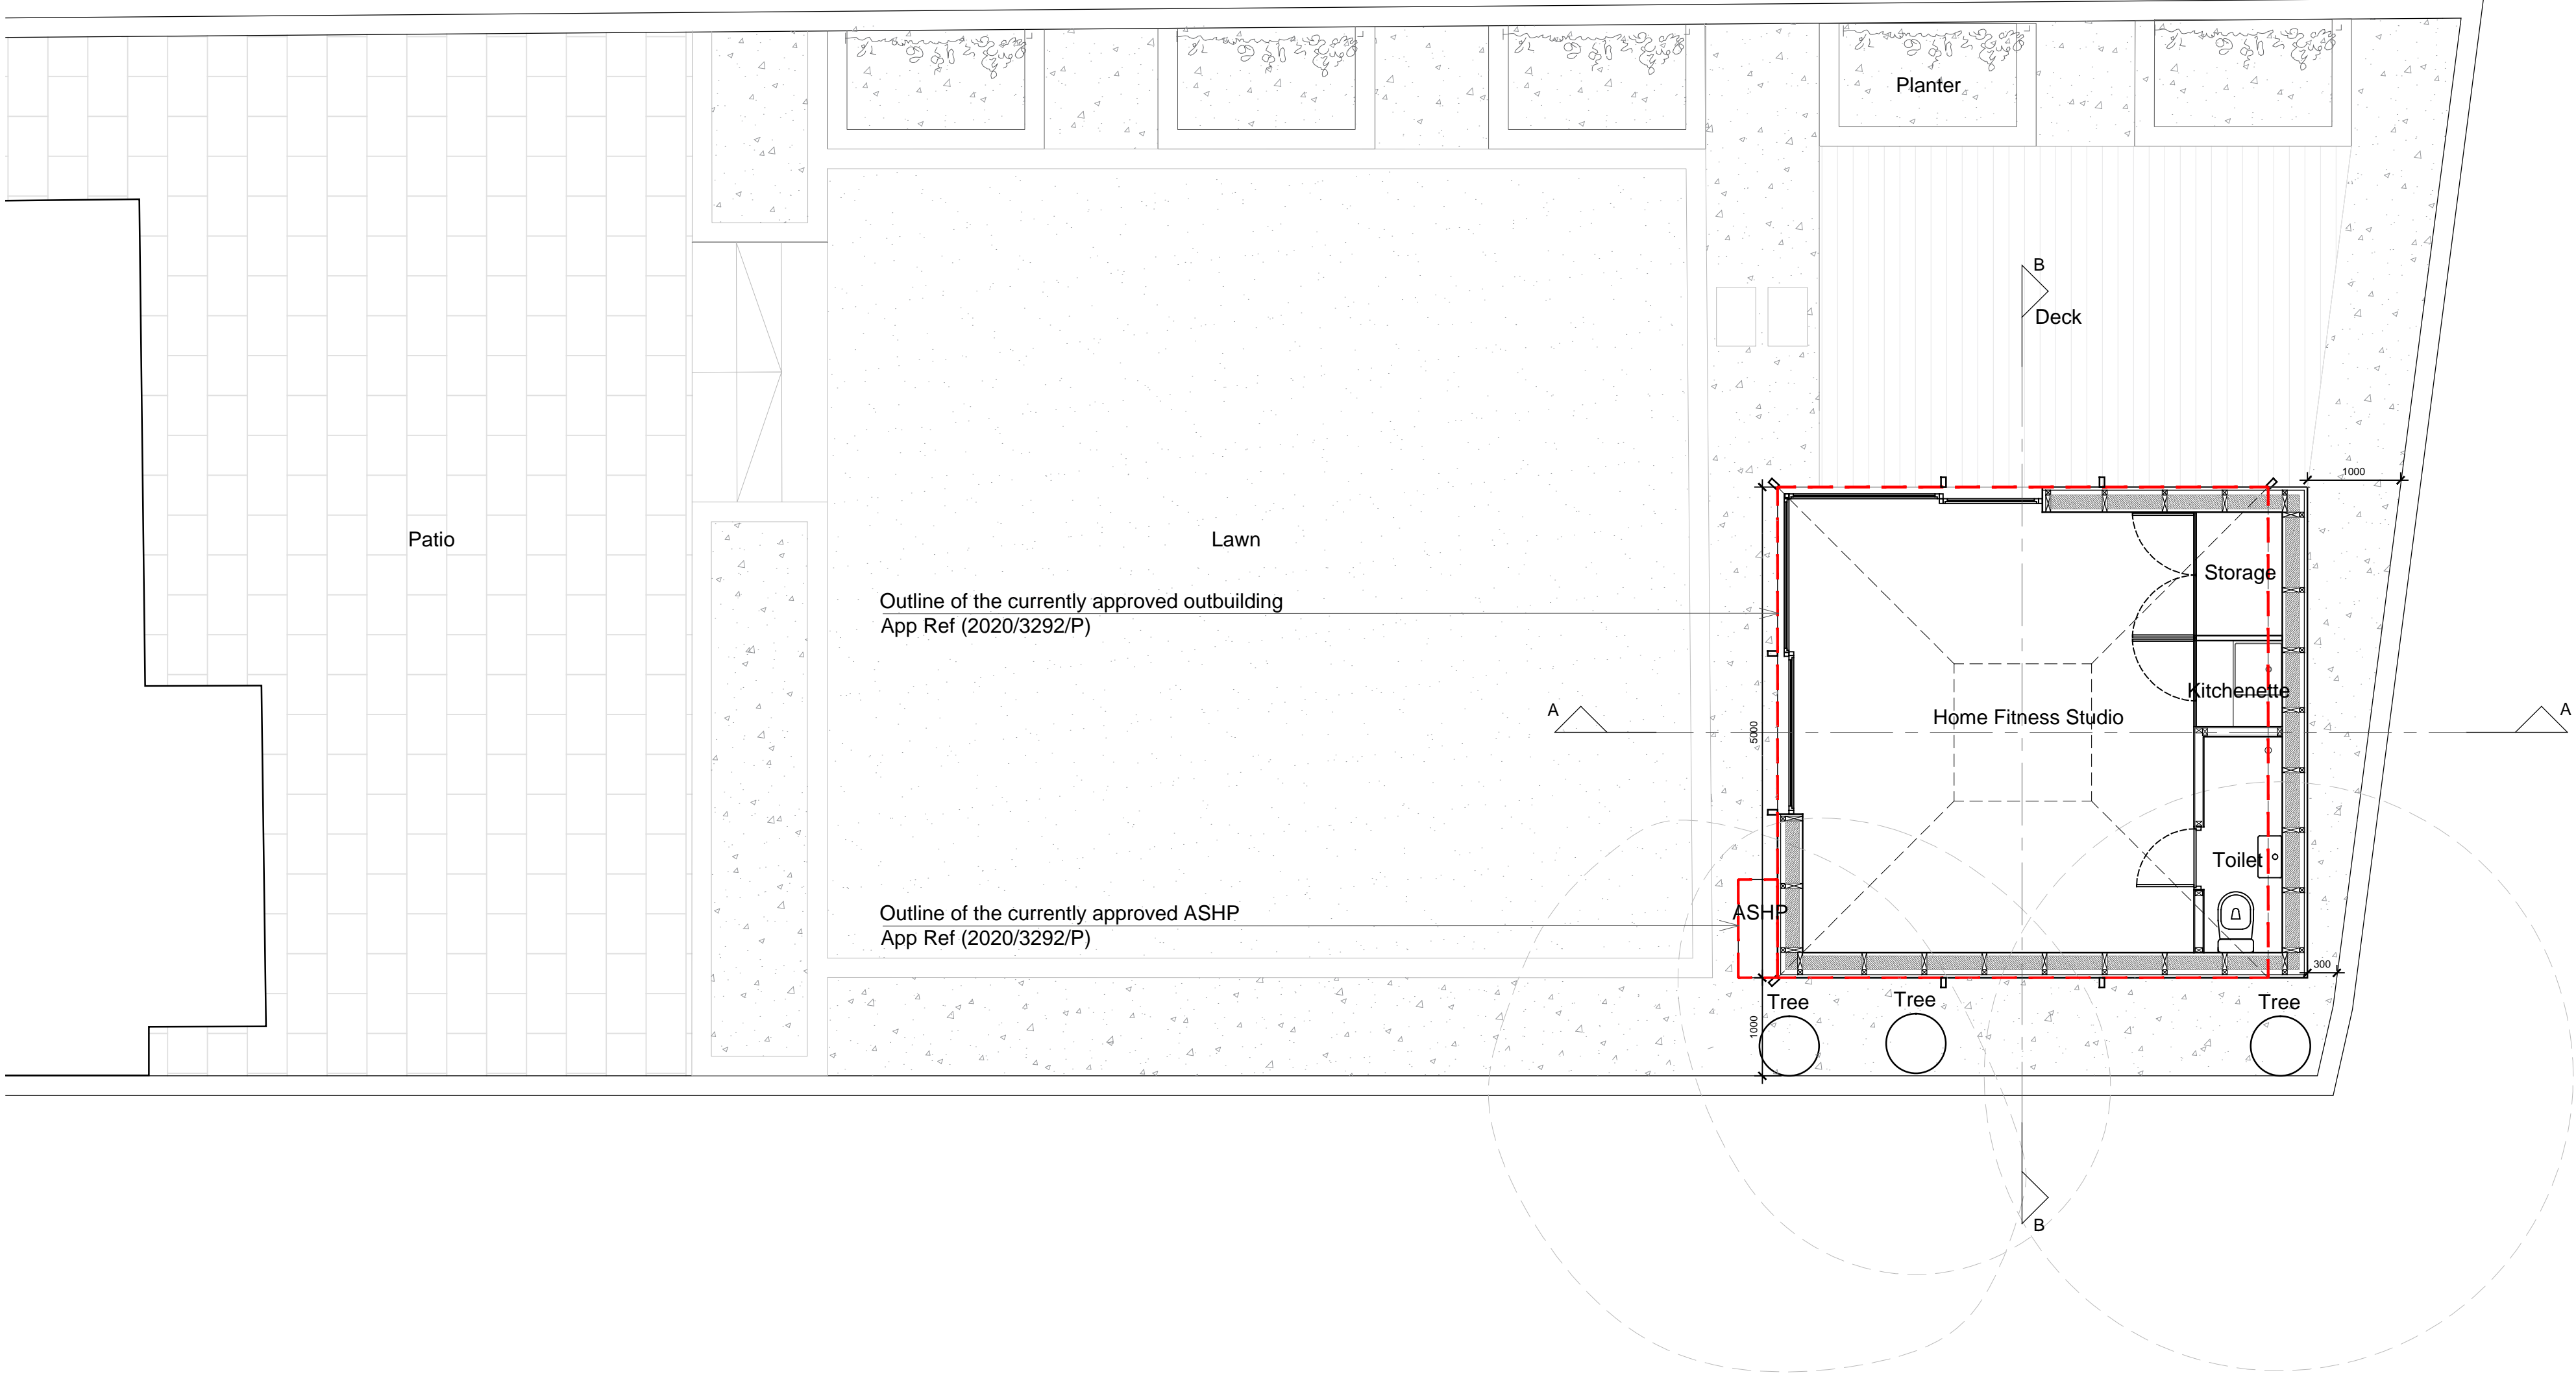 Planter
B
Deck
1000
Patio
Lawn
Storage
Outline of the currently approved outbuilding
App Ref (2020/3292/P)
Kitchenette
A
Home Fitness Studio
A
5000
Toilet
Outline of the currently approved ASHP
App Ref (2020/3292/P)
ASHP
300
Tree
Tree
Tree
1000
B